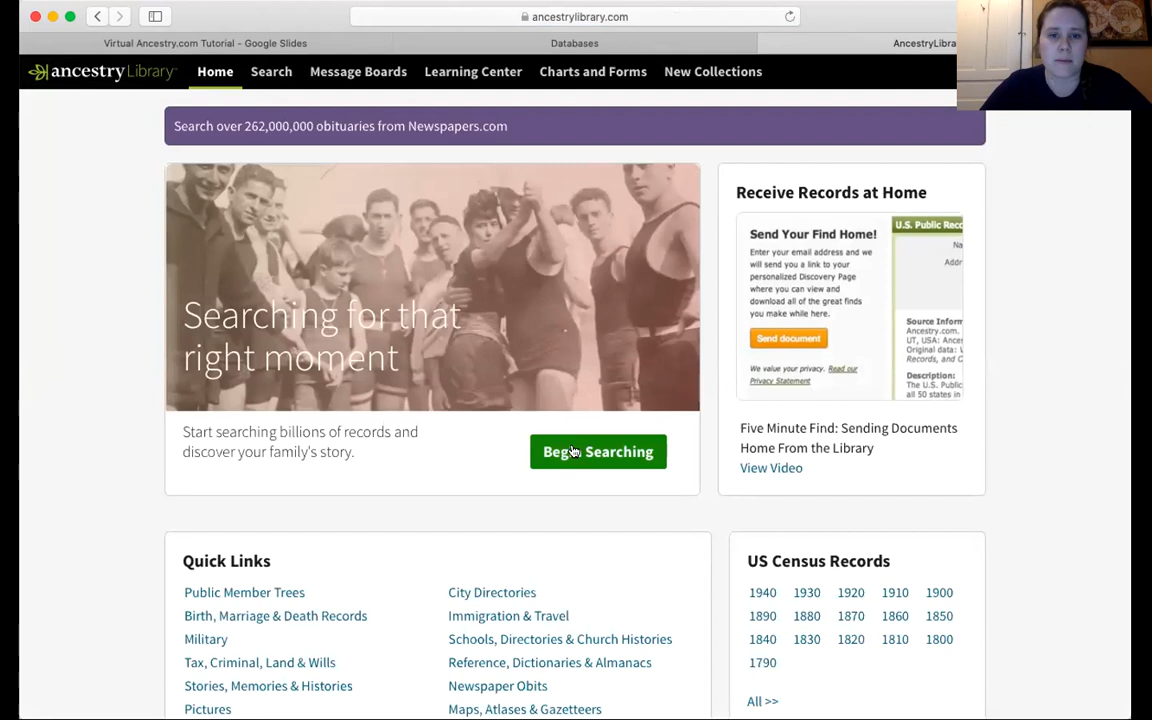 ancestrylibrary.com
Virtual Ancestry.com Tutorial - Google Slides
Databases
AncestryLibra
ancestryLibrary
Home
Search
Message Boards
Learning Center
Charts and Forms
New Collections
Search over 262,000,000 obituaries from Newspapers.com
Searching for that
right moment
Start searching billions of records and
discover your family's story.
Begin Searching
Receive Records at Home
Send Your Find Home!
Enter your email address and we
will send you a link to your
personalized Discovery Page
where you can view and
download all of the great finds
you make while here.
Send document
We value your privacy. Read our
Privacy Statement
U.S. Public Reco
Na
Addr
Source Inform
Ancestry.com.
UT, USA: Ances
Original data: V
Records, and C
Description:
The U.S. Public
all 50 states in
Five Minute Find: Sending Documents
Home From the Library
View Video
Quick Links
Public Member Trees
Birth, Marriage & Death Records
Military
Tax, Criminal, Land & Wills
Stories, Memories & Histories
Pictures
City Directories
Immigration & Travel
Schools, Directories & Church Histories
Reference, Dictionaries & Almanacs
Newspaper Obits
Maps, Atlases & Gazetteers
US Census Records
1940 1930 1920 1910 1900
1890 1880 1870 1860 1850
1840 1830 1820 1810 1800
1790
All >>